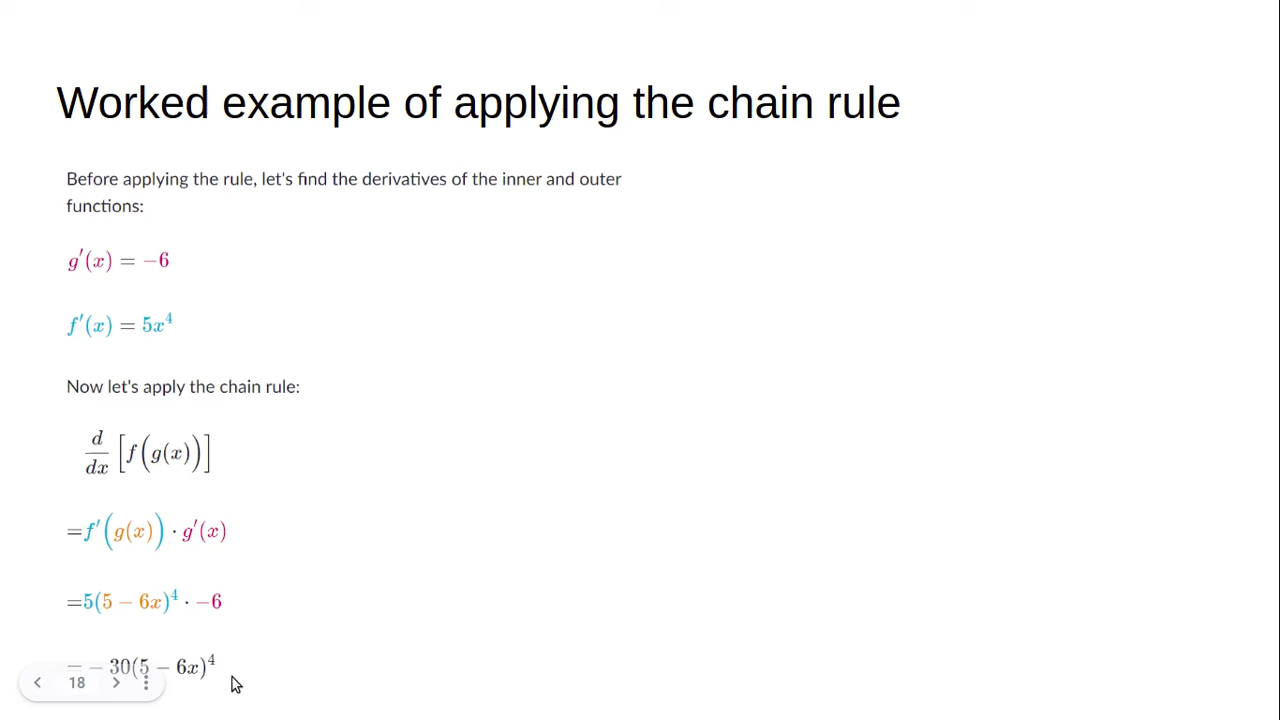 Worked example of applying the chain rule
Before applying the rule, let's find the derivatives of the inner and outer
functions:
g′(x) = −6
f′(x) = 5x⁴
Now let's apply the chain rule:
d/dx [f(g(x))]
=f′(g(x)) · g′(x)
=5(5 − 6x)⁴ · −6
= − 30(5 − 6x)⁴
18